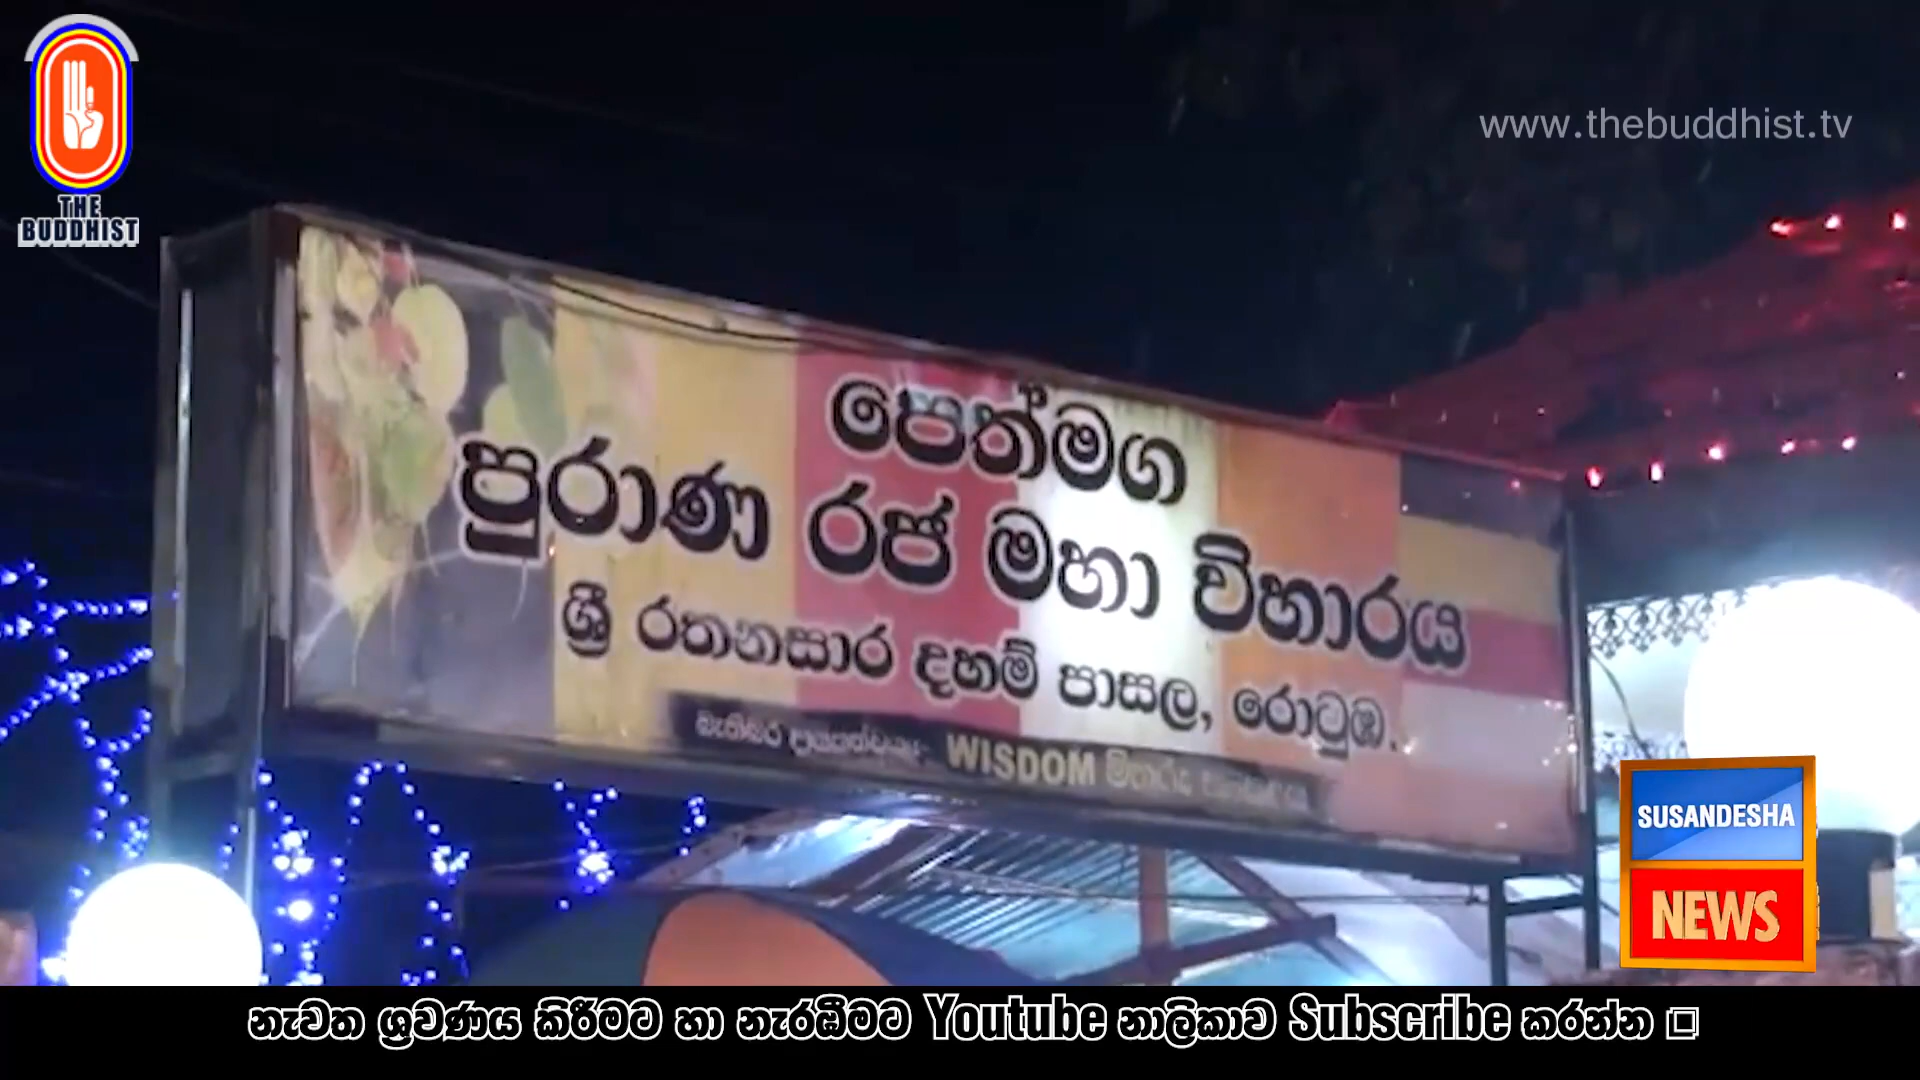 THE
BUDDHIST
www.thebuddhist.tv
පෙත්මග
පුරාණ රජ මහා විහාරය
ශ්‍රී රතනසාර දහම් පාසල, රොටුඹ.
WISDOM
SUSANDESHA
NEWS
නැවත ශ්‍රවණය කිරීමට හා නැරඹීමට Youtube නාලිකාව Subscribe කරන්න